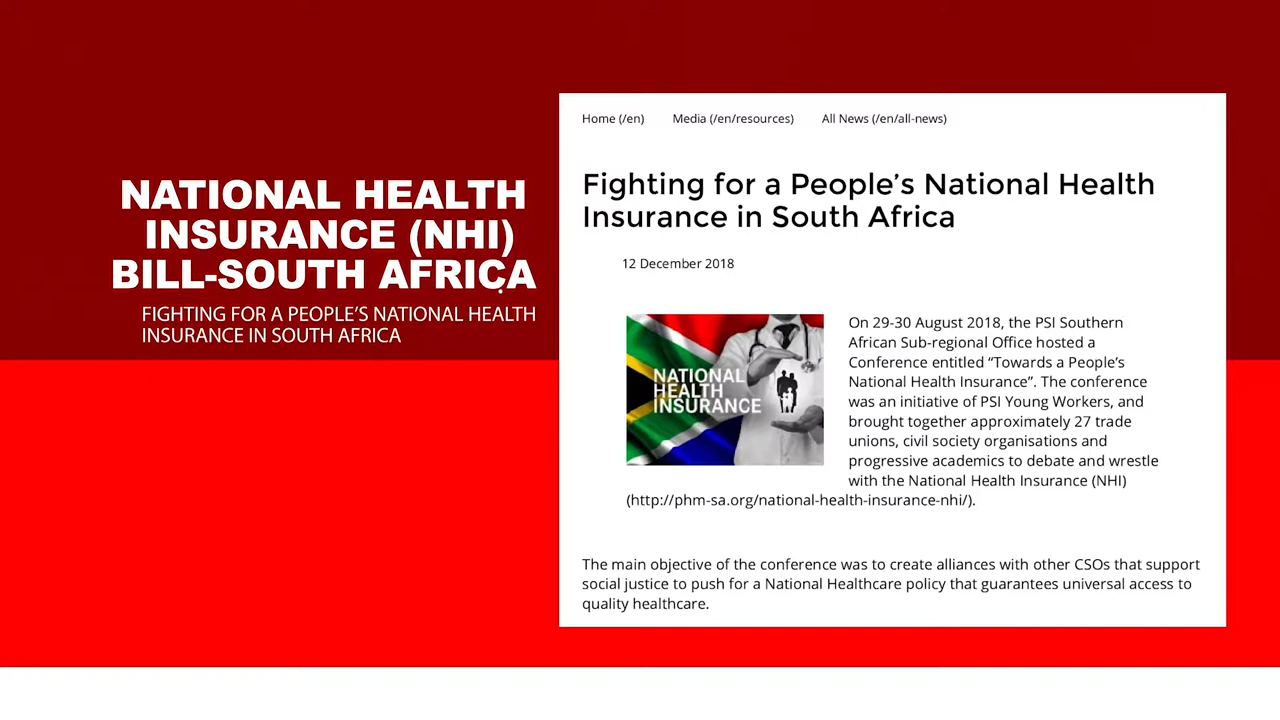 NATIONAL HEALTH
INSURANCE (NHI)
BILL-SOUTH AFRICA
FIGHTING FOR A PEOPLE’S NATIONAL HEALTH
INSURANCE IN SOUTH AFRICA
Home (/en) Media (/en/resources) All News (/en/all-news)
Fighting for a People’s National Health
Insurance in South Africa
12 December 2018
NATIONAL
HEALTH
INSURANCE
On 29-30 August 2018, the PSI Southern
African Sub-regional Office hosted a
Conference entitled “Towards a People’s
National Health Insurance”. The conference
was an initiative of PSI Young Workers, and
brought together approximately 27 trade
unions, civil society organisations and
progressive academics to debate and wrestle
with the National Health Insurance (NHI)
(http://phm-sa.org/national-health-insurance-nhi/).
The main objective of the conference was to create alliances with other CSOs that support
social justice to push for a National Healthcare policy that guarantees universal access to
quality healthcare.